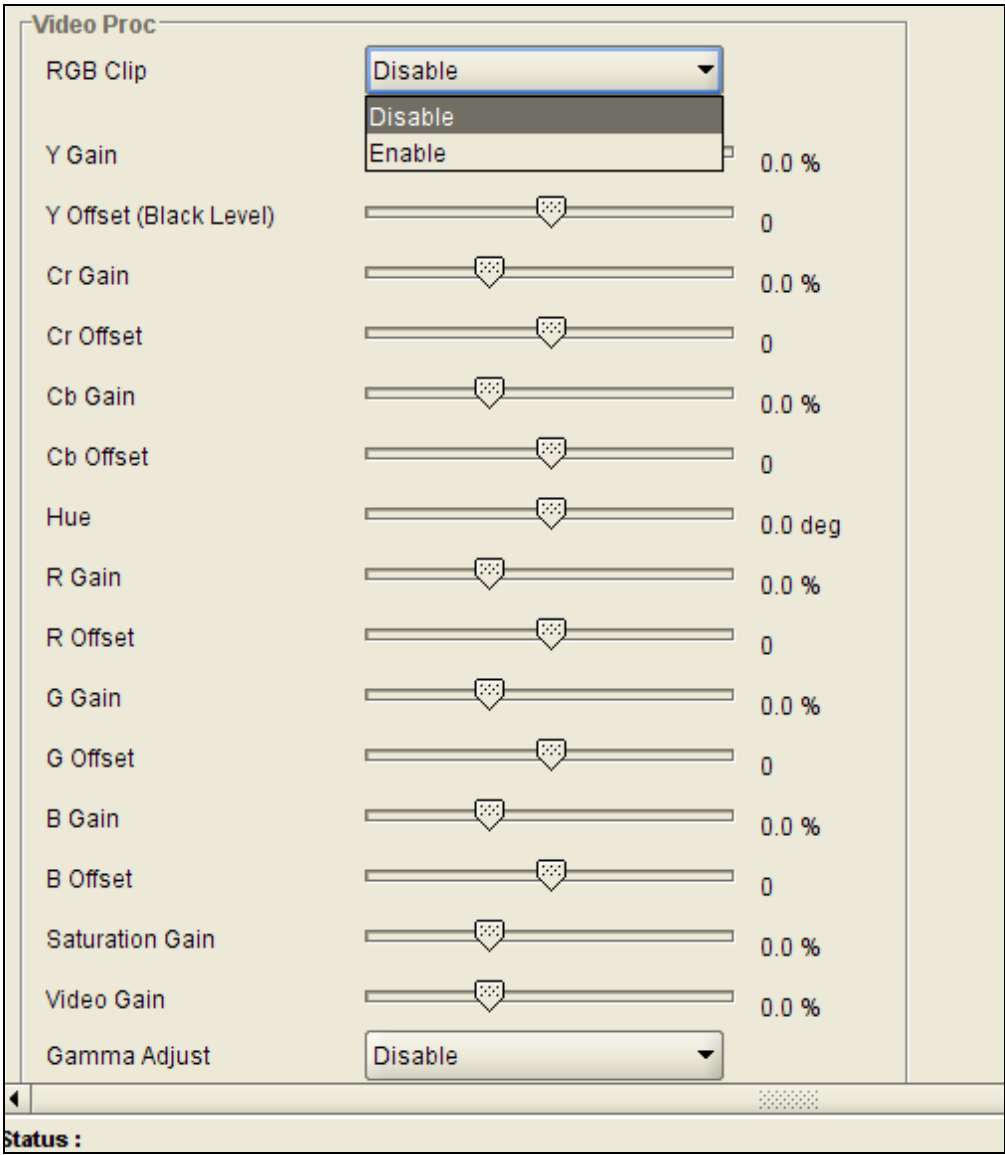 Video Proc
RGB Clip Disable
Disable
Enable
Y Gain 0.0 %
Y Offset (Black Level) 0
Cr Gain 0.0 %
Cr Offset 0
Cb Gain 0.0 %
Cb Offset 0
Hue 0.0 deg
R Gain 0.0 %
R Offset 0
G Gain 0.0 %
G Offset 0
B Gain 0.0 %
B Offset 0
Saturation Gain 0.0 %
Video Gain 0.0 %
Gamma Adjust Disable
Status :